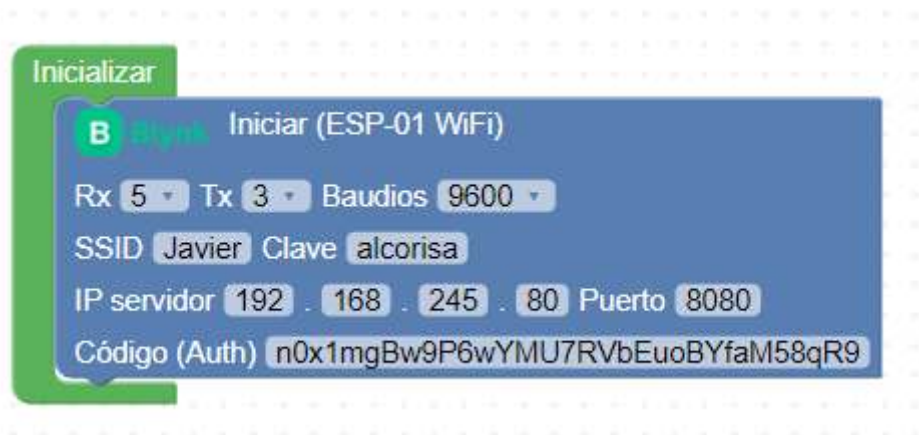 Inicializar
B Blynk Iniciar (ESP-01 WiFi)
Rx 5 Tx 3 Baudios 9600
SSID Javier Clave alcorisa
IP servidor 192 . 168 . 245 . 80 Puerto 8080
Código (Auth) n0x1mgBw9P6wYMU7RVbEuoBYfaM58qR9